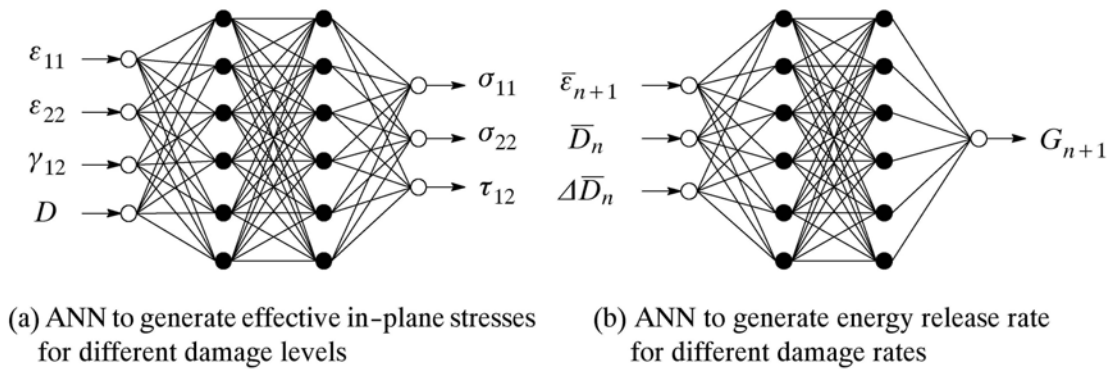 ε₁₁
ε₂₂
γ₁₂
D
σ₁₁
σ₂₂
τ₁₂
(a) ANN to generate effective in-plane stresses
for different damage levels
ε̅ₙ₊₁
D̅ₙ
ΔD̅ₙ
Gₙ₊₁
(b) ANN to generate energy release rate
for different damage rates